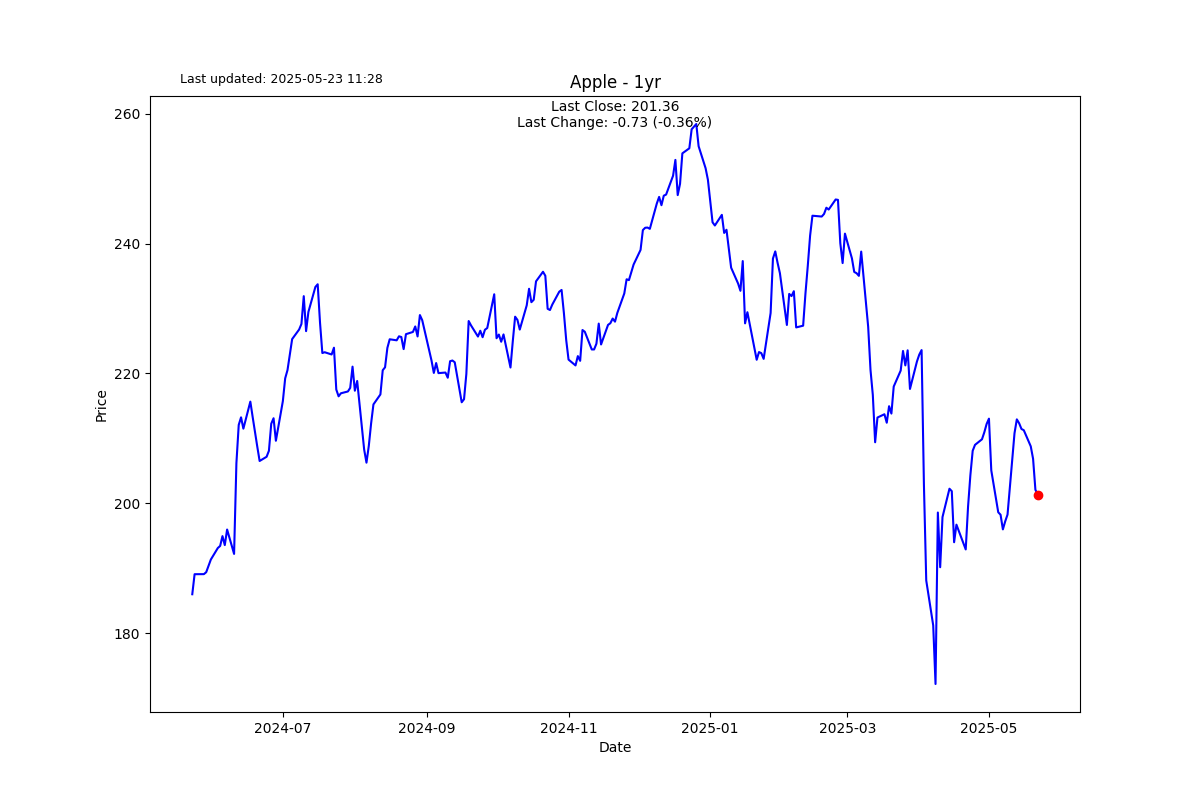 Last updated: 2025-05-23 11:28
Apple - 1yr
Last Close: 201.36
Last Change: -0.73 (-0.36%)
Price
260
240
220
200
180
2024-07 2024-09 2024-11 2025-01 2025-03 2025-05
Date